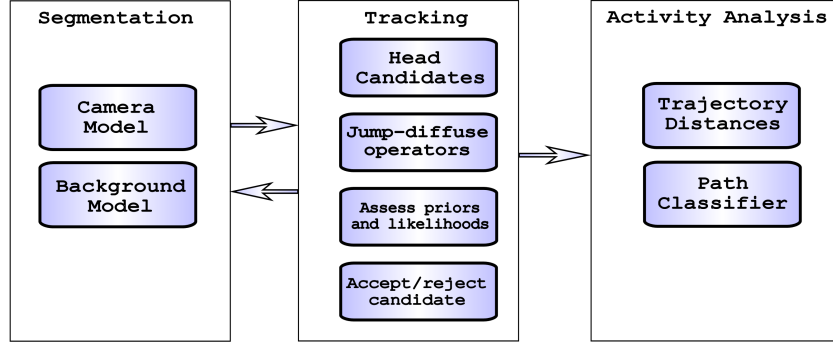 Segmentation
Camera
Model
Background
Model
Tracking
Head
Candidates
Jump-diffuse
operators
Assess priors
and likelihoods
Accept/reject
candidate
Activity Analysis
Trajectory
Distances
Path
Classifier